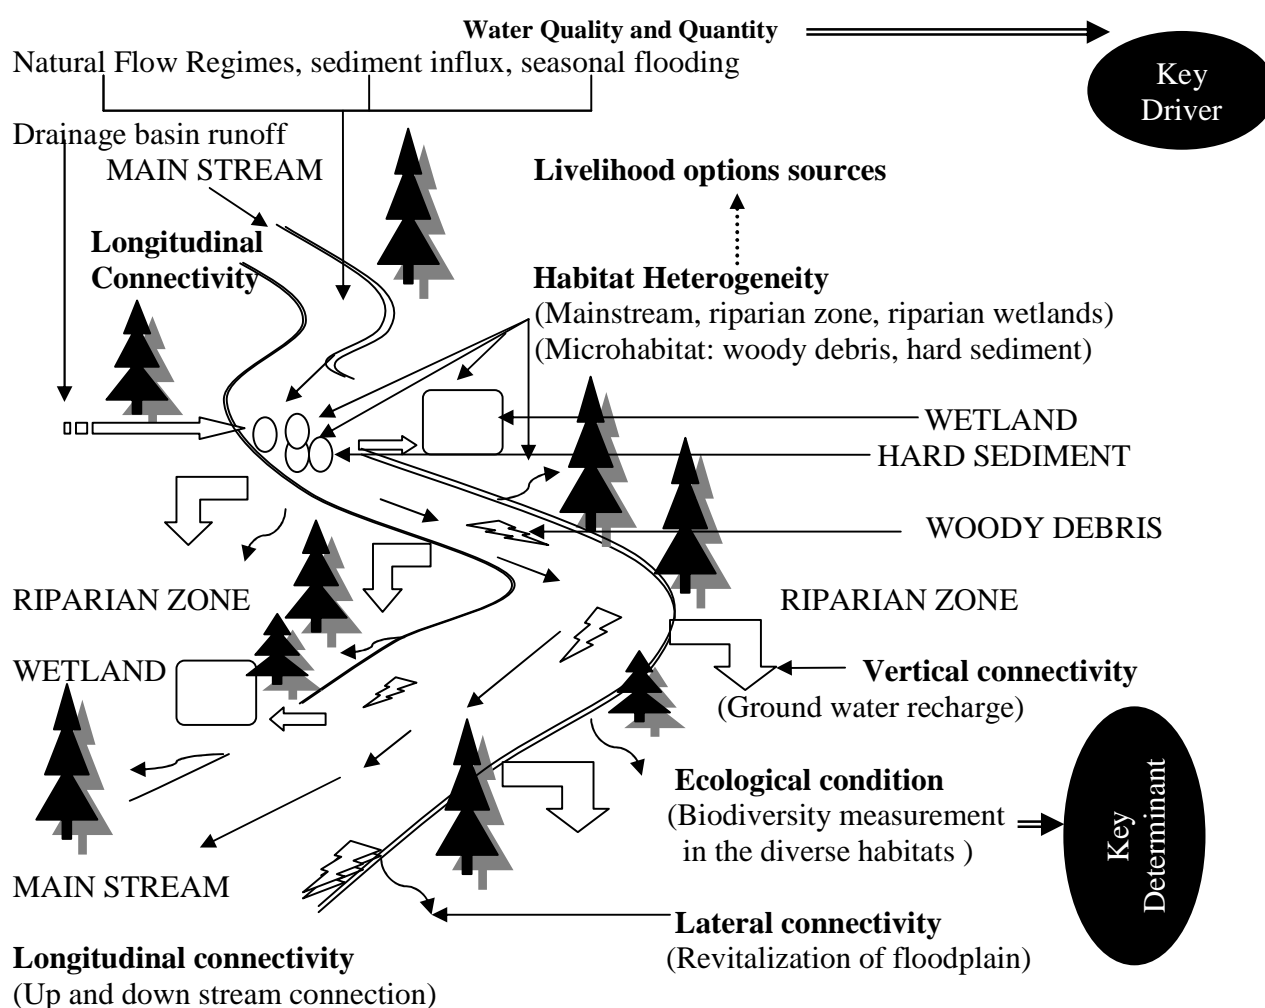 Water Quality and Quantity
Natural Flow Regimes, sediment influx, seasonal flooding
Key
Driver
Drainage basin runoff
MAIN STREAM
Livelihood options sources
Longitudinal
Connectivity
Habitat Heterogeneity
(Mainstream, riparian zone, riparian wetlands)
(Microhabitat: woody debris, hard sediment)
WETLAND
HARD SEDIMENT
WOODY DEBRIS
RIPARIAN ZONE
RIPARIAN ZONE
WETLAND
Vertical connectivity
(Ground water recharge)
Ecological condition
(Biodiversity measurement
in the diverse habitats )
Key
Determinant
MAIN STREAM
Lateral connectivity
(Revitalization of floodplain)
Longitudinal connectivity
(Up and down stream connection)